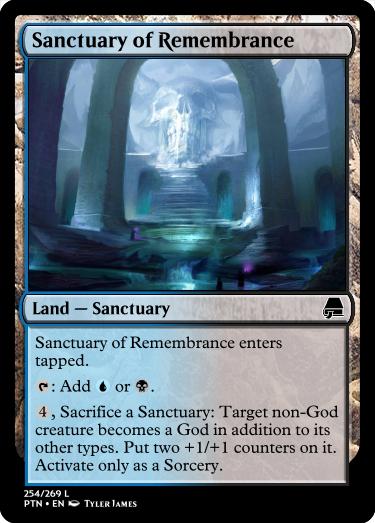 Sanctuary of Remembrance
Land — Sanctuary
Sanctuary of Remembrance enters
tapped.
: Add or .
4 , Sacrifice a Sanctuary: Target non-God
creature becomes a God in addition to its
other types. Put two +1/+1 counters on it.
Activate only as a Sorcery.
254/269 L
PTN • EN Tyler James